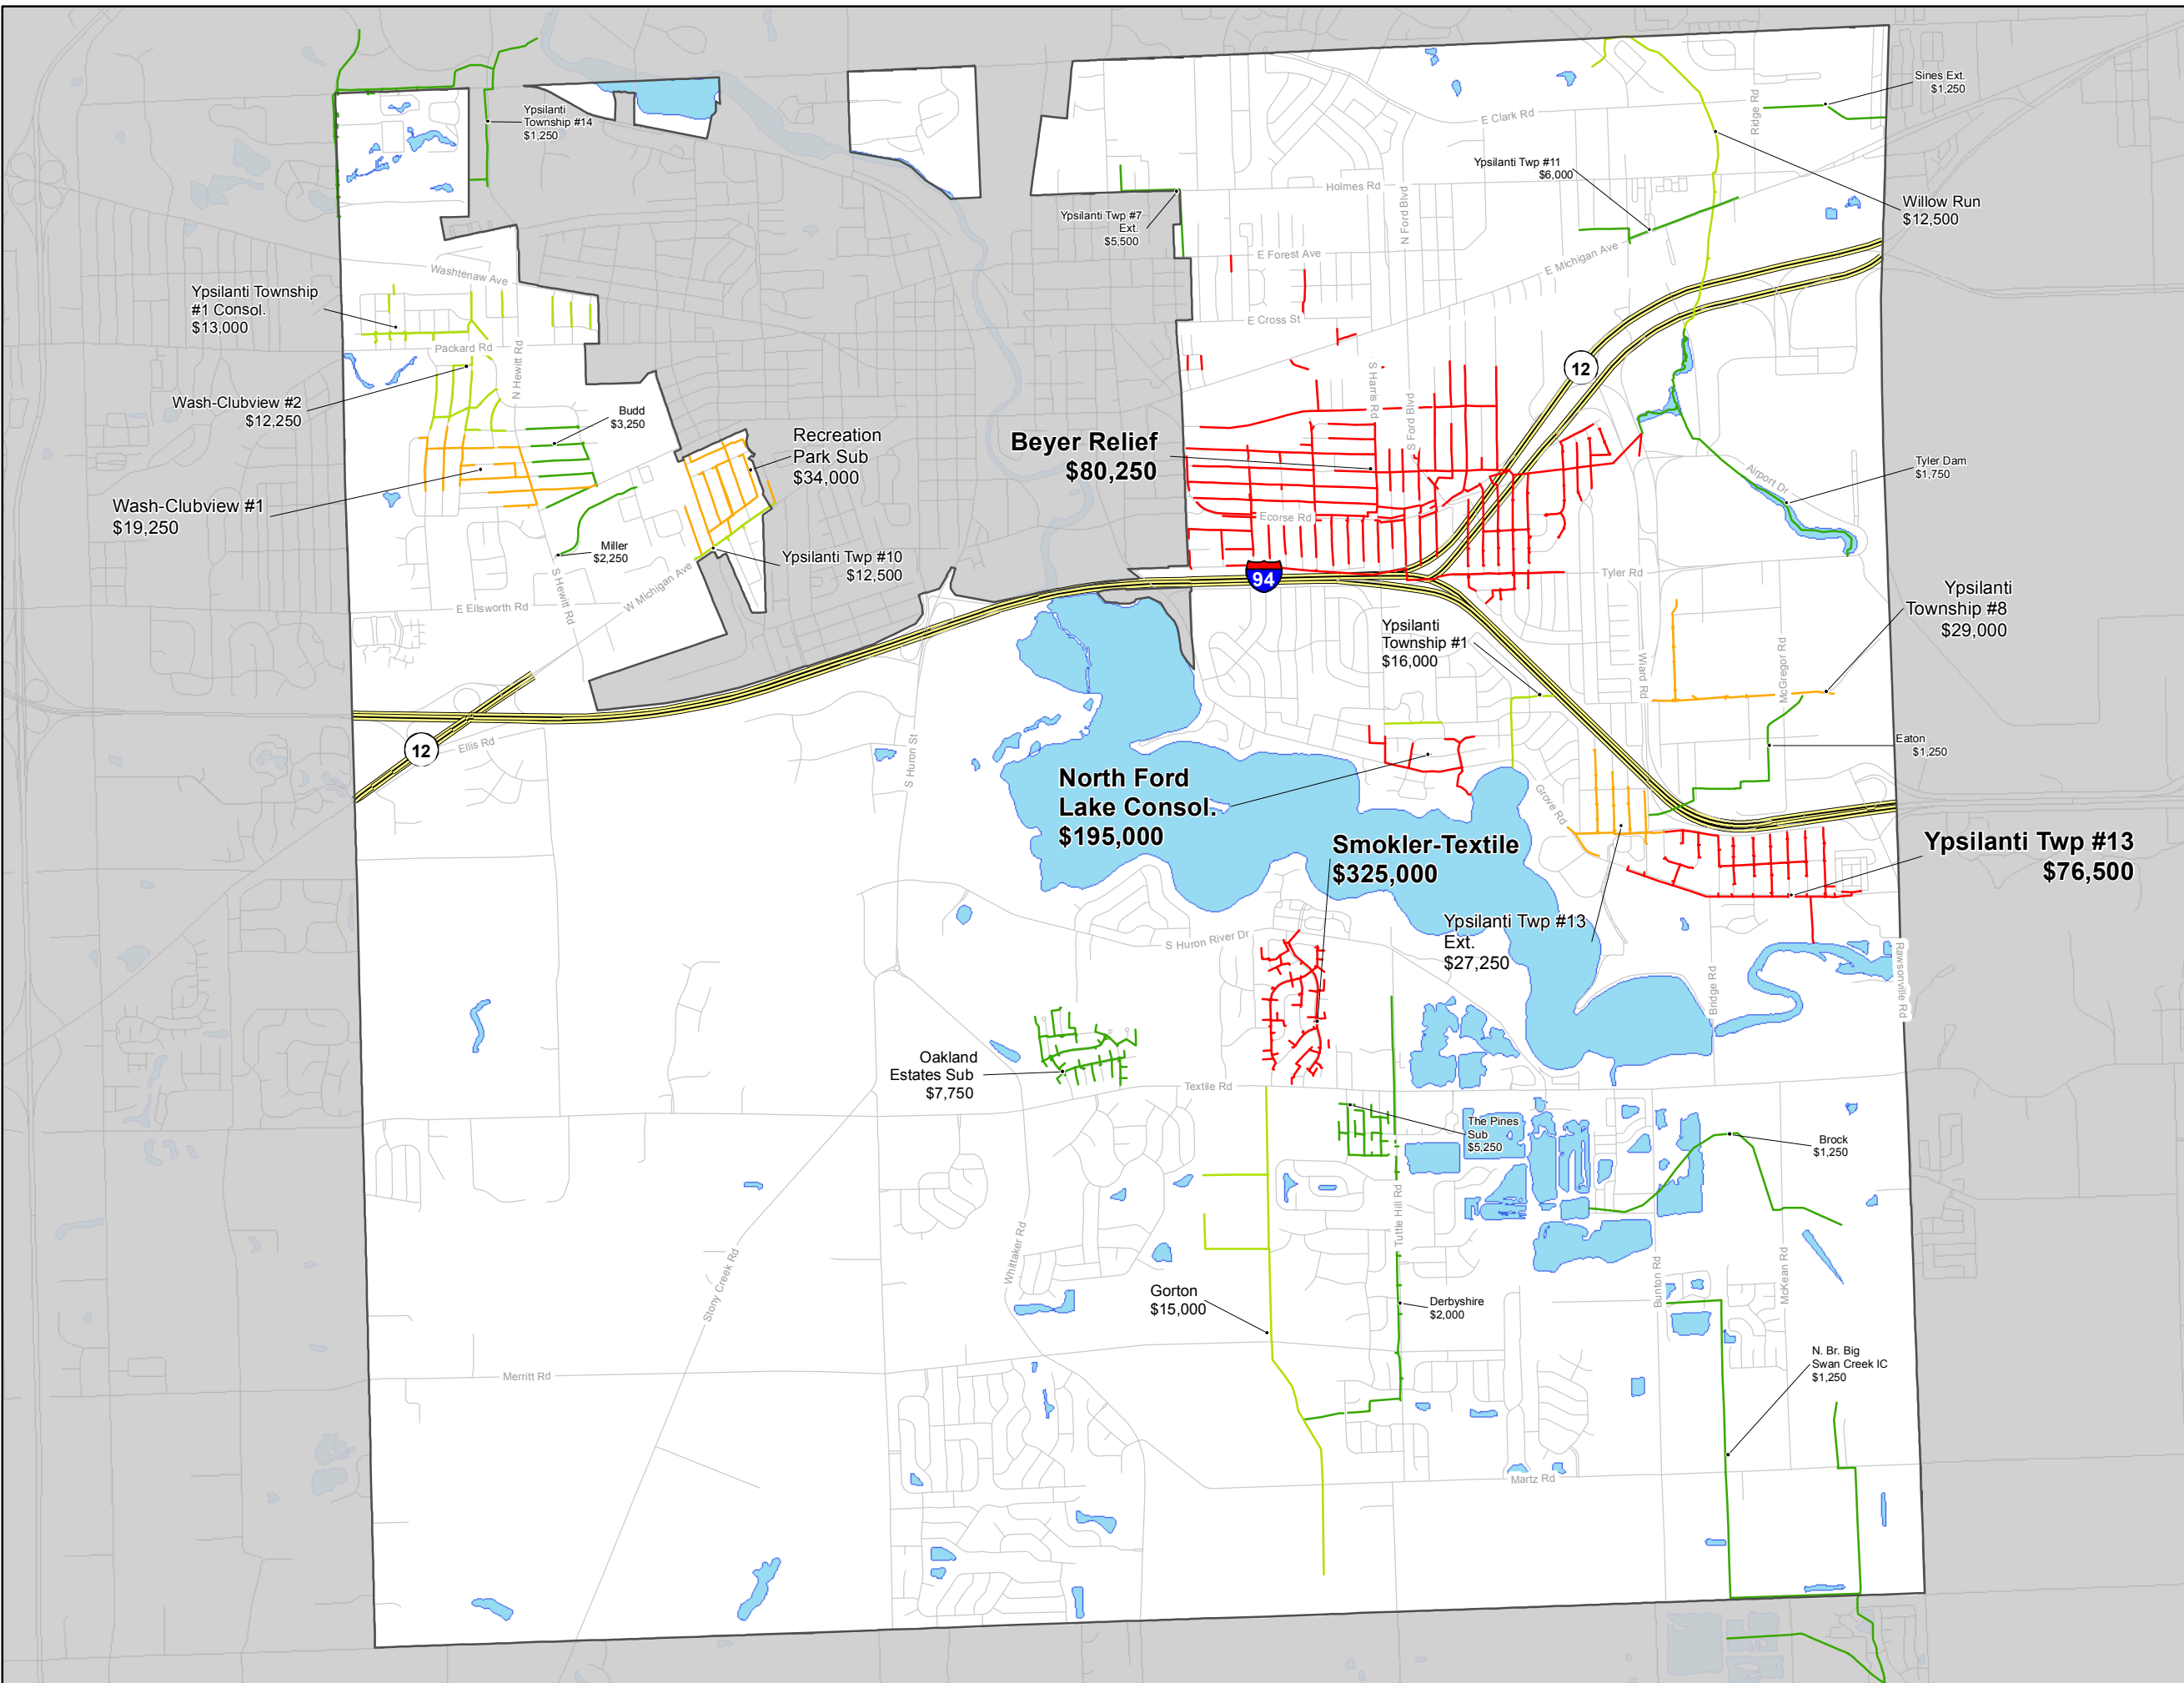 Sines Ext.
$1,250
Ypsilanti
Township #14
$1,250
E Clark Rd
Ridge Rd
Ypsilanti Twp #11
$6,000
Holmes Rd
N Ford Blvd
Willow Run
$12,500
Ypsilanti Twp #7
Ext.
$5,500
E Forest Ave
E Michigan Ave
Washtenaw Ave
Ypsilanti Township
#1 Consol.
$13,000
E Cross St
Packard Rd
N Hewitt Rd
12
S Harris Rd
S Ford Blvd
Wash-Clubview #2
$12,250
Budd
$3,250
Recreation
Park Sub
$34,000
Beyer Relief
$80,250
Airport Dr
Tyler Dam
$1,750
Wash-Clubview #1
$19,250
Ecorse Rd
Miller
$2,250
Ypsilanti Twp #10
$12,500
94
Tyler Rd
W Michigan Ave
S Hewitt Rd
E Ellsworth Rd
Ypsilanti
Township #8
$29,000
Ypsilanti
Township #1
$16,000
Wiard Rd
McGregor Rd
12
Ellis Rd
S Huron St
Eaton
$1,250
North Ford
Lake Consol.
$195,000
Grove Rd
Smokler-Textile
$325,000
Ypsilanti Twp #13
$76,500
Ypsilanti Twp #13
Ext.
$27,250
S Huron River Dr
Bridge Rd
Rawsonville Rd
Oakland
Estates Sub
$7,750
Textile Rd
The Pines
Sub
$5,250
Brock
$1,250
Tuttle Hill Rd
Whittaker Rd
Stony Creek Rd
Bunton Rd
McKean Rd
Gorton
$15,000
Derbyshire
$2,000
N. Br. Big
Swan Creek IC
$1,250
Merritt Rd
Martz Rd